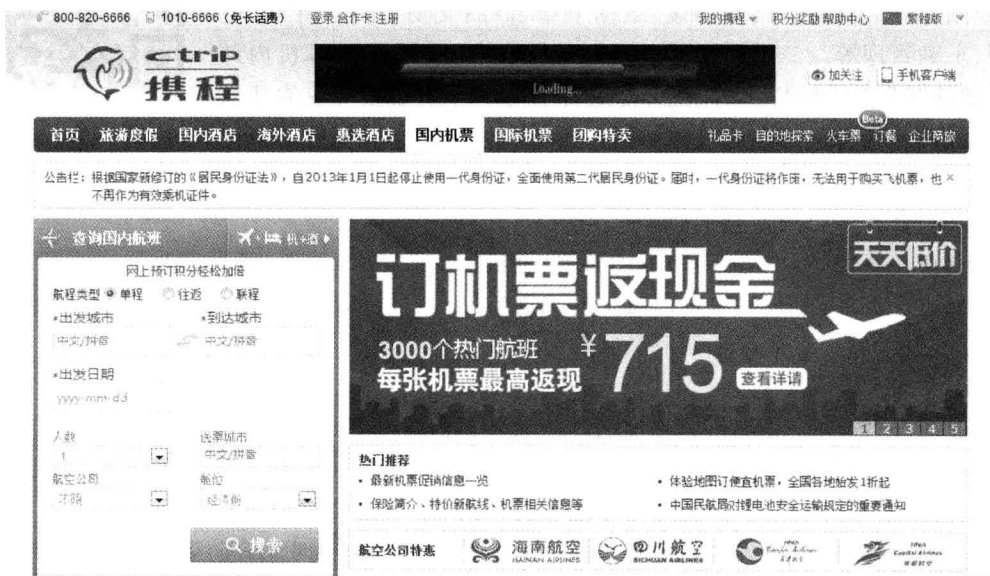 800-820-6666 1010-6666（免长话费） 登录 合作卡 注册 我的携程 积分奖励 帮助中心 繁體版
ctrip
携程
Loading...
加关注 手机客户端
首页 旅游度假 国内酒店 海外酒店 惠选酒店 国内机票 国际机票 团购特卖 礼品卡 目的地探索 火车票 订餐 企业商旅
Beta
公告栏：根据国家新修订的《居民身份证法》，自2013年1月1日起停止使用一代身份证，全面使用第二代居民身份证。届时，一代身份证将作废，无法用于购买飞机票，也
不再作为有效乘机证件。
查询国内航班 机+酒
网上预订积分轻松加倍
航程类型 单程 往返 联程
*出发城市 *到达城市
中文/拼音 中文/拼音
*出发日期
yyyy-mm-dd
人数 送票城市
1 中文/拼音
航空公司 舱位
不限 经济舱
搜索
天天低价
订机票返现金
3000个热门航班
每张机票最高返现
¥715
查看详请
1 2 3 4 5
热门推荐
· 最新机票促销信息一览 · 体验地图订便宜机票，全国各地始发1折起
· 保险简介、特价新航线、机票相关信息等 · 中国民航局对锂电池安全运输规定的重要通知
航空公司特惠 海南航空 四川航空
HAINAN AIRLINES SICHUAN AIRLINES Tianjin Airlines Capital Airlines